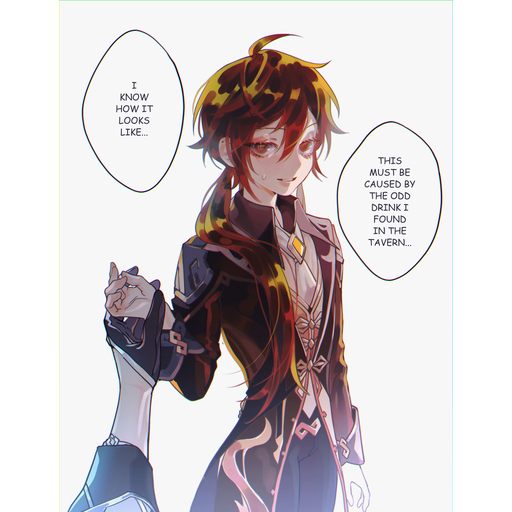 I
KNOW
HOW IT
LOOKS
LIKE...
THIS
MUST BE
CAUSED BY
THE ODD
DRINK I
FOUND
IN THE
TAVERN...